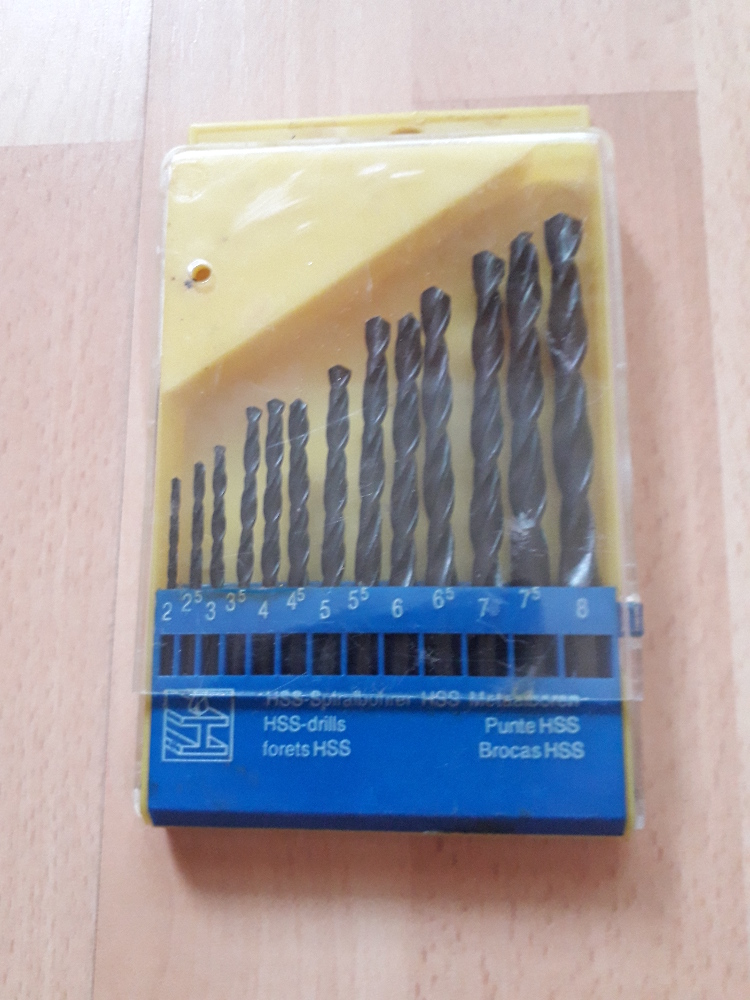 2 2⁵ 3 3⁵ 4 4⁵ 5 5⁵ 6 6⁵ 7 7⁵ 8
HSS-Spiralbohrer HSS Metaalboren
HSS-drills Punte HSS
forets HSS Brocas HSS